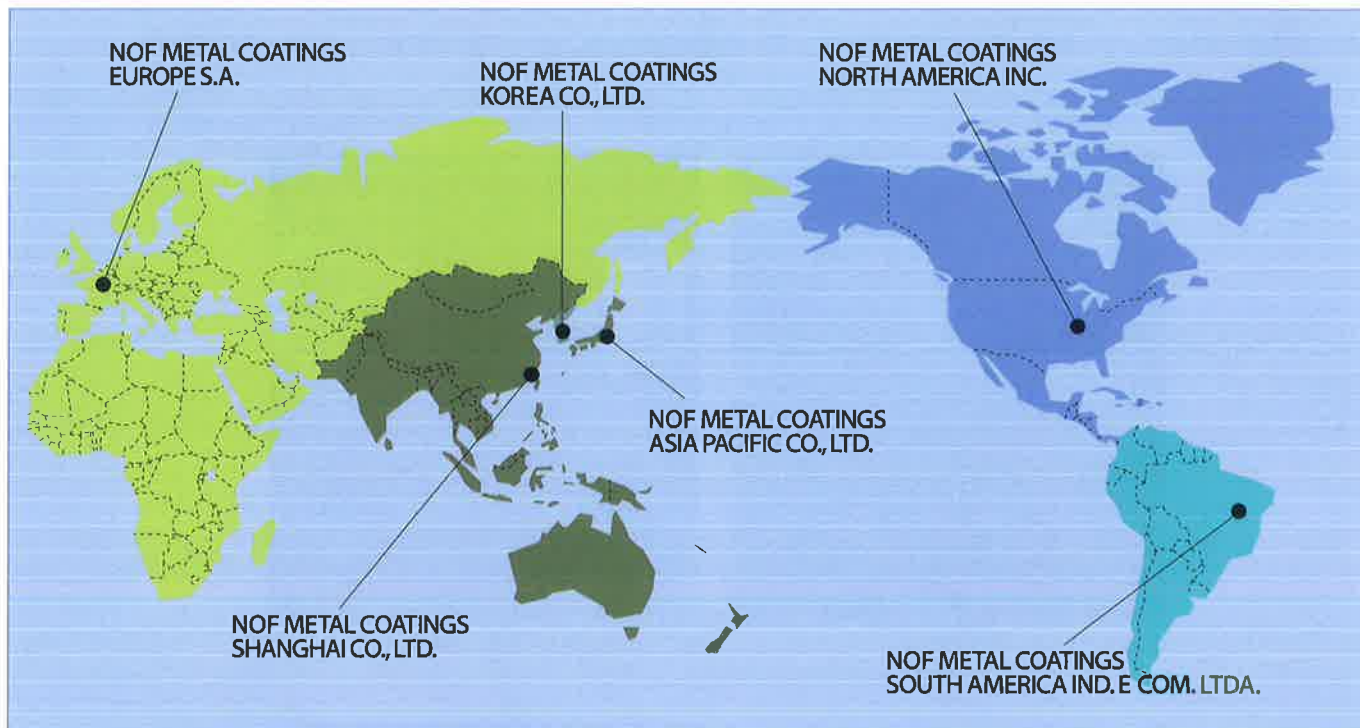 NOF METAL COATINGS
EUROPE S.A.
NOF METAL COATINGS
KOREA CO., LTD.
NOF METAL COATINGS
NORTH AMERICA INC.
NOF METAL COATINGS
ASIA PACIFIC CO., LTD.
NOF METAL COATINGS
SHANGHAI CO., LTD.
NOF METAL COATINGS
SOUTH AMERICA IND. E COM. LTDA.